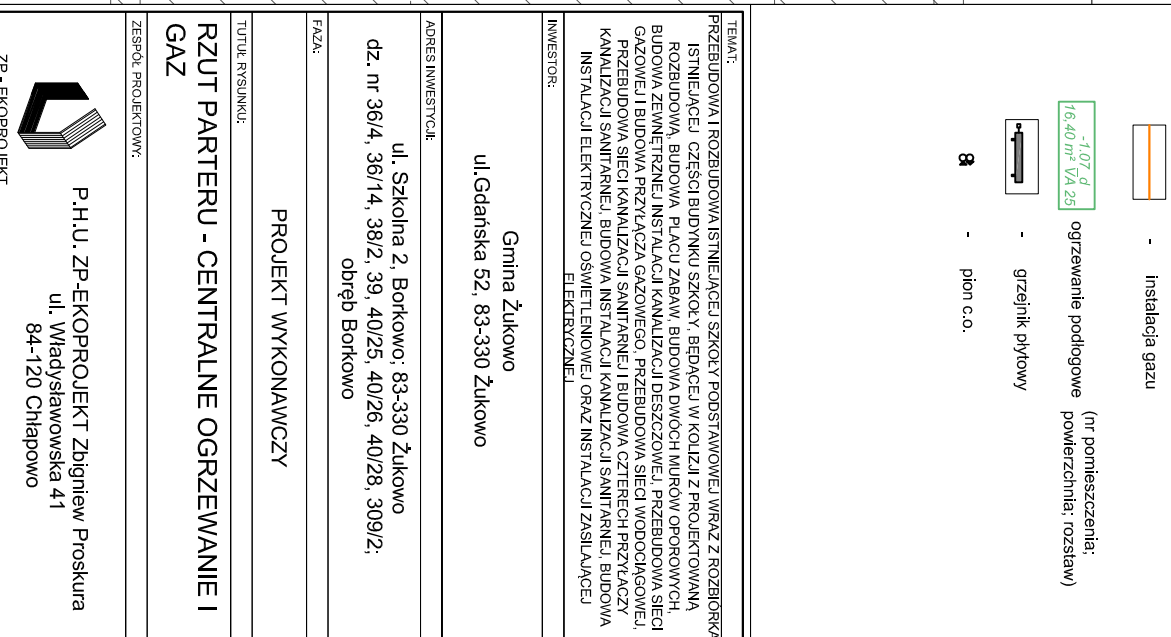 - instalacja gazu
-1.07_d
16,40 m² VA 25
ogrzewanie podłogowe
(nr pomieszczenia;
powierzchnia; rozstaw)
- grzejnik płytowy
- pion c.o.
TEMAT:
PRZEBUDOWA I ROZBUDOWA ISTNIEJĄCEJ SZKOŁY PODSTAWOWEJ WRAZ Z ROZBIÓRKĄ
ISTNIEJĄCEJ CZĘŚCI BUDYNKU SZKOŁY, BĘDĄCEJ W KOLIZJI Z PROJEKTOWANĄ
ROZBUDOWĄ, BUDOWA PLACU ZABAW, BUDOWA DWÓCH MURÓW OPOROWYCH,
BUDOWA ZEWNĘTRZNEJ INSTALACJI KANALIZACJI DESZCZOWEJ, PRZEBUDOWA SIECI
GAZOWEJ I BUDOWA PRZYŁĄCZA GAZOWEGO, PRZEBUDOWA SIECI WODOCIĄGOWEJ,
PRZEBUDOWA SIECI KANALIZACJI SANITARNEJ I BUDOWA CZTERECH PRZYŁĄCZY
KANALIZACJI SANITARNEJ, BUDOWA INSTALACJI KANALIZACJI SANITARNEJ, BUDOWA
INSTALACJI ELEKTRYCZNEJ OŚWIETLENIOWEJ ORAZ INSTALACJI ZASILAJĄCEJ
ELEKTRYCZNEJ
INWESTOR:
Gmina Żukowo
ul.Gdańska 52, 83-330 Żukowo
ADRES INWESTYCJI:
ul. Szkolna 2, Borkowo; 83-330 Żukowo
dz. nr 36/4, 36/14, 38/2, 39, 40/25, 40/26, 40/28, 309/2;
obręb Borkowo
FAZA:
PROJEKT WYKONAWCZY
TUTUŁ RYSUNKU:
RZUT PARTERU - CENTRALNE OGRZEWANIE I
GAZ
ZESPÓŁ PROJEKTOWY:
P.H.U. ZP-EKOPROJEKT Zbigniew Proskura
ul. Władysławowska 41
84-120 Chłapowo
ZP - EKOPROJEKT